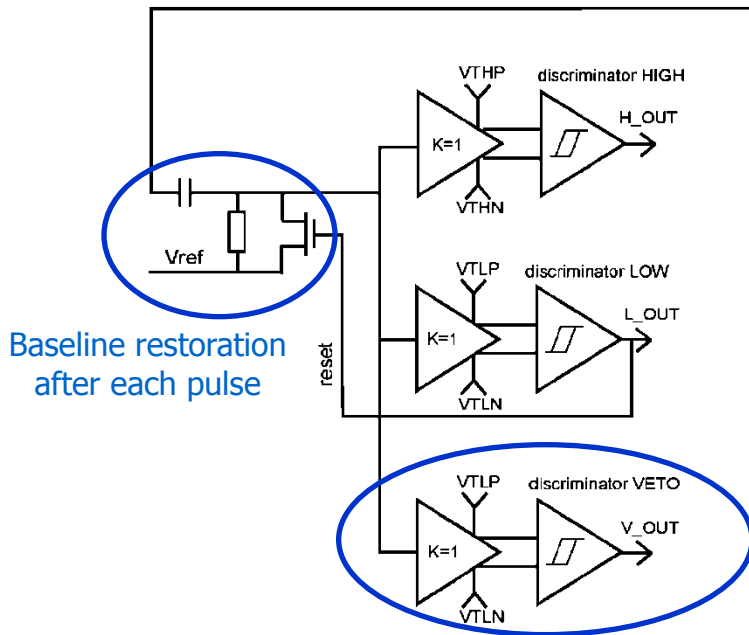 VTHP
discriminator HIGH
H_OUT
K=1
VTHN
Vref
VTLP
discriminator LOW
L_OUT
K=1
VTLN
Baseline restoration
after each pulse
reset
VTLP
discriminator VETO
V_OUT
K=1
VTLN